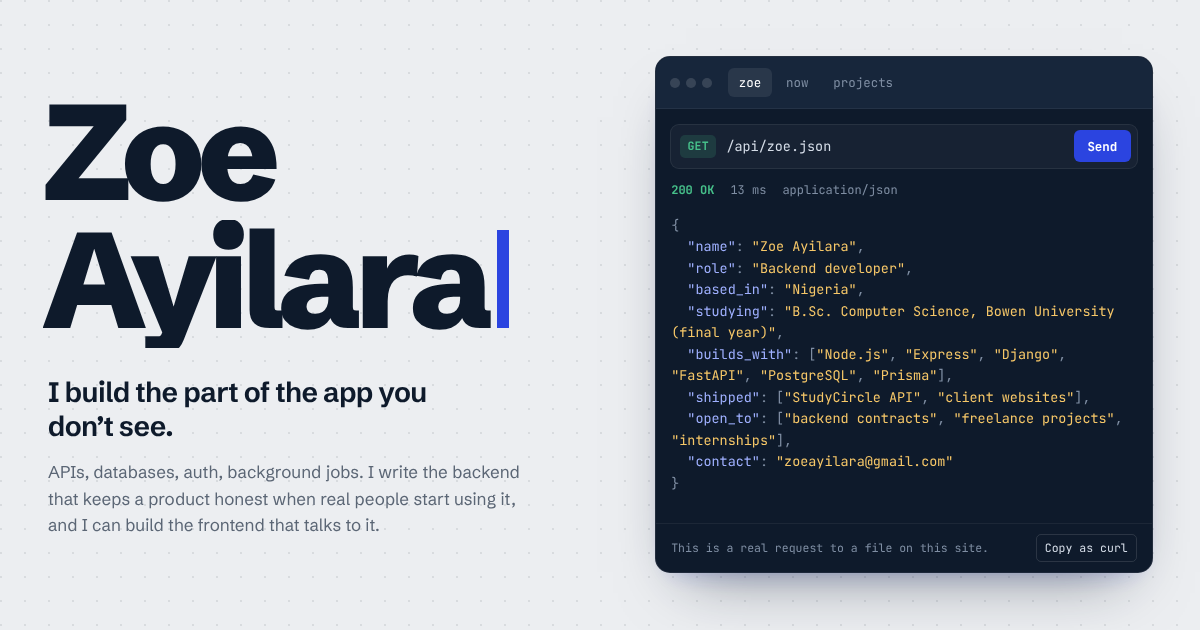 Zoe
Ayilara
I build the part of the app you
don’t see.
APIs, databases, auth, background jobs. I write the backend
that keeps a product honest when real people start using it,
and I can build the frontend that talks to it.
zoe now projects
GET /api/zoe.json Send
200 OK 13 ms application/json
{
"name": "Zoe Ayilara",
"role": "Backend developer",
"based_in": "Nigeria",
"studying": "B.Sc. Computer Science, Bowen University
(final year)",
"builds_with": ["Node.js", "Express", "Django",
"FastAPI", "PostgreSQL", "Prisma"],
"shipped": ["StudyCircle API", "client websites"],
"open_to": ["backend contracts", "freelance projects",
"internships"],
"contact": "zoeayilara@gmail.com"
}
This is a real request to a file on this site. Copy as curl